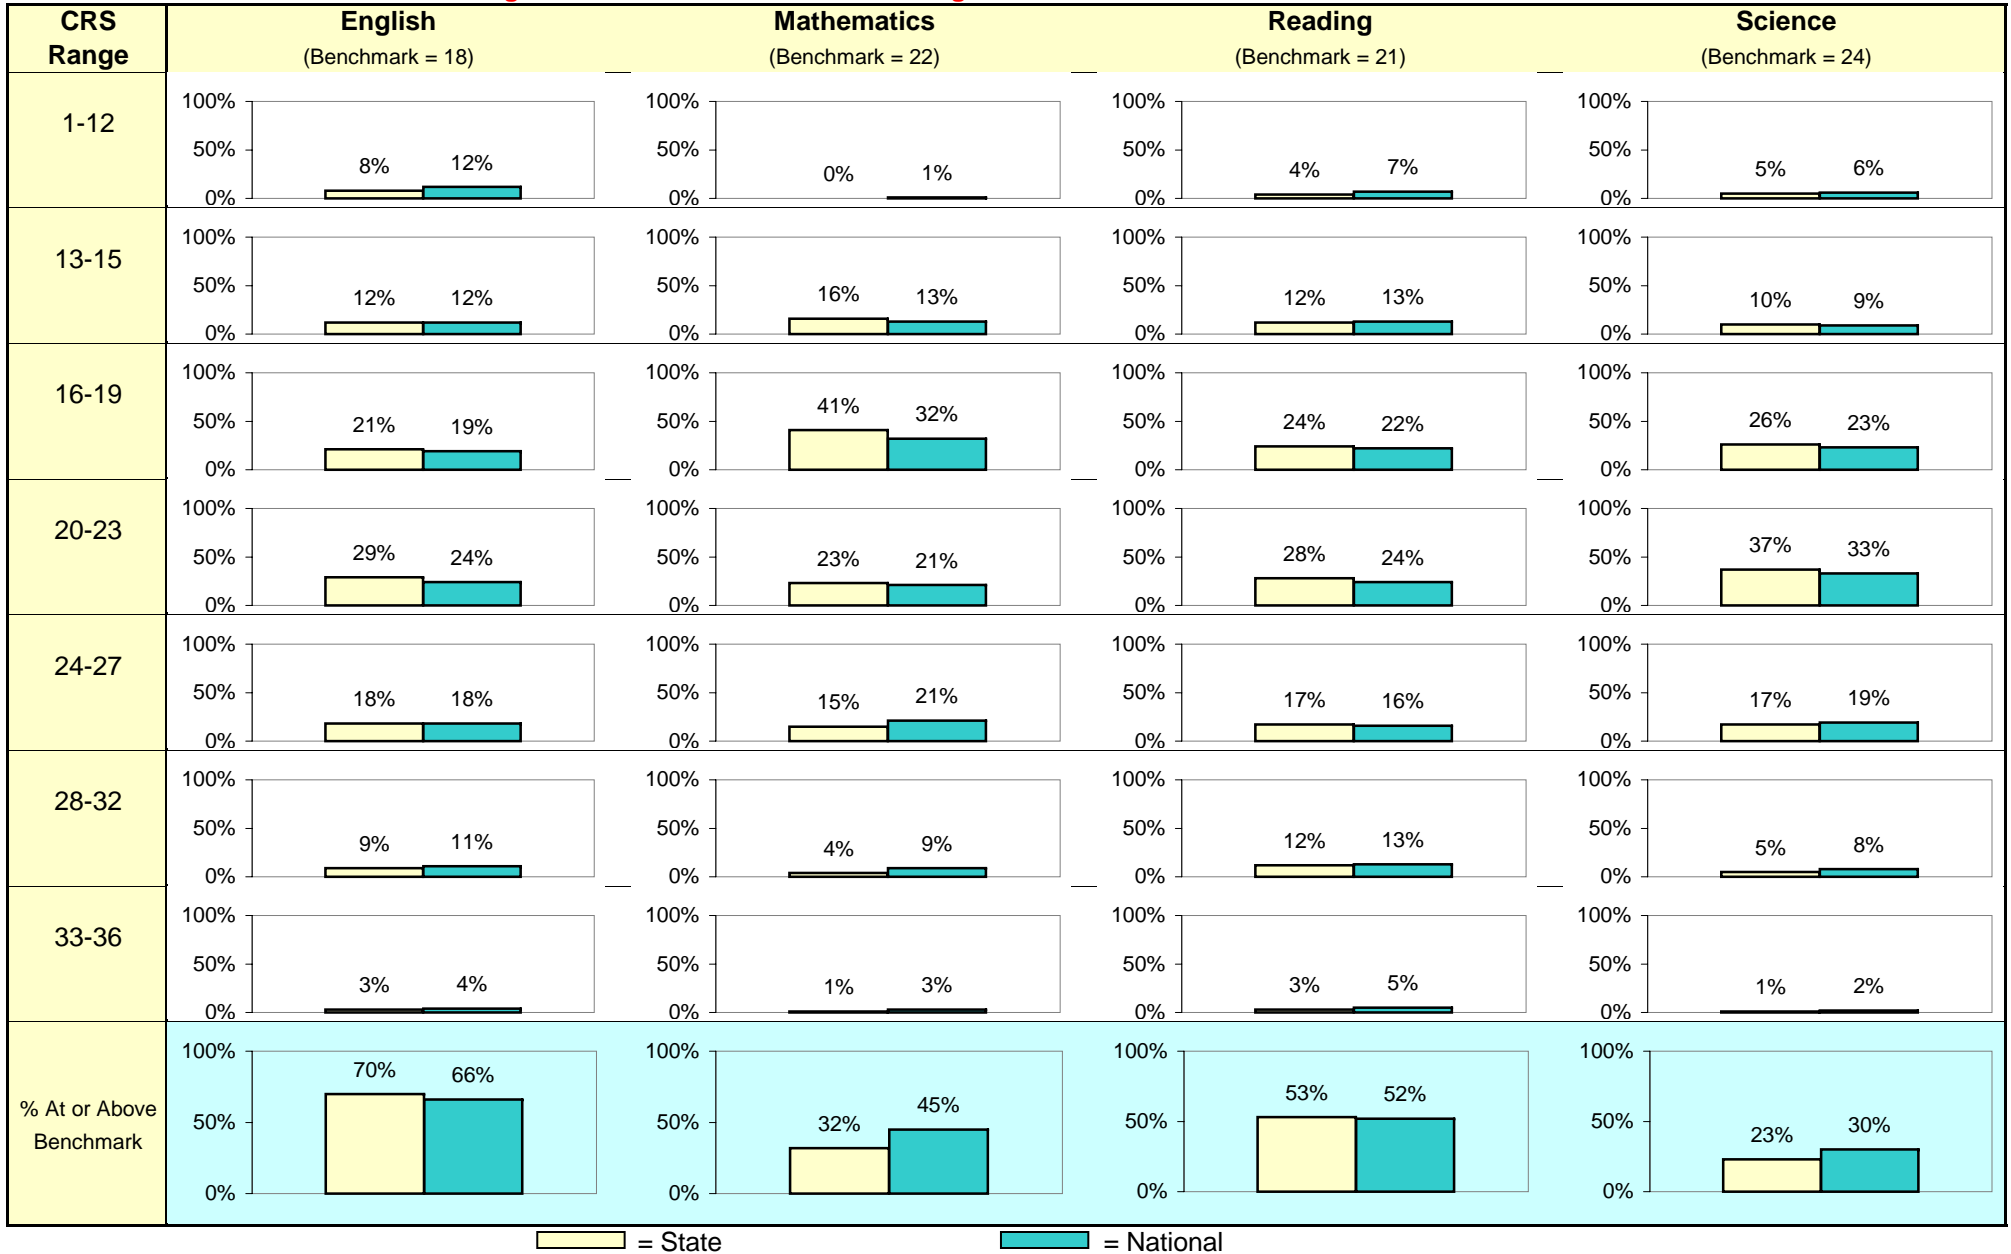 CRS Range English Mathematics Reading Science
(Benchmark = 18) (Benchmark = 22) (Benchmark = 21) (Benchmark = 24)
1-12
100% 100% 100% 100%
50% 8% 12% 50% 0% 1% 50% 4% 7% 50% 5% 6%
0% 0% 0% 0%
13-15
100% 100% 100% 100%
50% 12% 12% 50% 16% 13% 50% 12% 13% 50% 10% 9%
0% 0% 0% 0%
16-19
100% 100% 100% 100%
50% 21% 19% 50% 41% 32% 50% 24% 22% 50% 26% 23%
0% 0% 0% 0%
20-23
100% 100% 100% 100%
50% 29% 24% 50% 23% 21% 50% 28% 24% 50% 37% 33%
0% 0% 0% 0%
24-27
100% 100% 100% 100%
50% 18% 18% 50% 15% 21% 50% 17% 16% 50% 17% 19%
0% 0% 0% 0%
28-32
100% 100% 100% 100%
50% 9% 11% 50% 4% 9% 50% 12% 13% 50% 5% 8%
0% 0% 0% 0%
33-36
100% 100% 100% 100%
50% 3% 4% 50% 1% 3% 50% 3% 5% 50% 1% 2%
0% 0% 0% 0%
% At or Above
Benchmark
100% 100% 100% 100%
50% 70% 66% 50% 32% 45% 50% 53% 52% 50% 23% 30%
0% 0% 0% 0%
= State = National